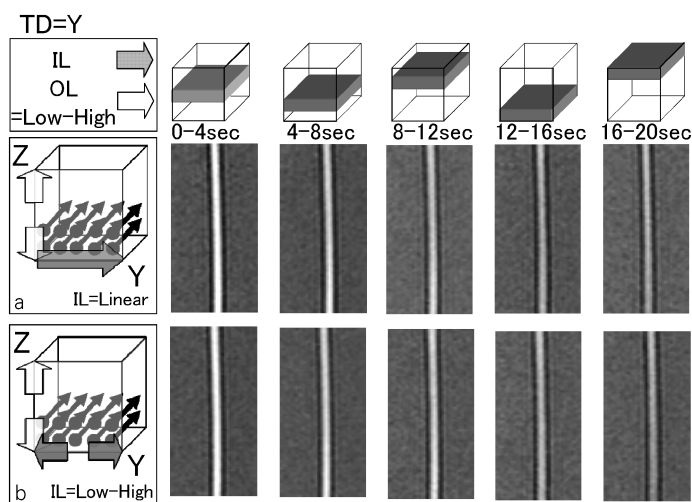 TD=Y
IL
OL
=Low-High
0-4sec 4-8sec 8-12sec 12-16sec 16-20sec
Z
Y
a IL=Linear
Z
Y
b IL=Low-High